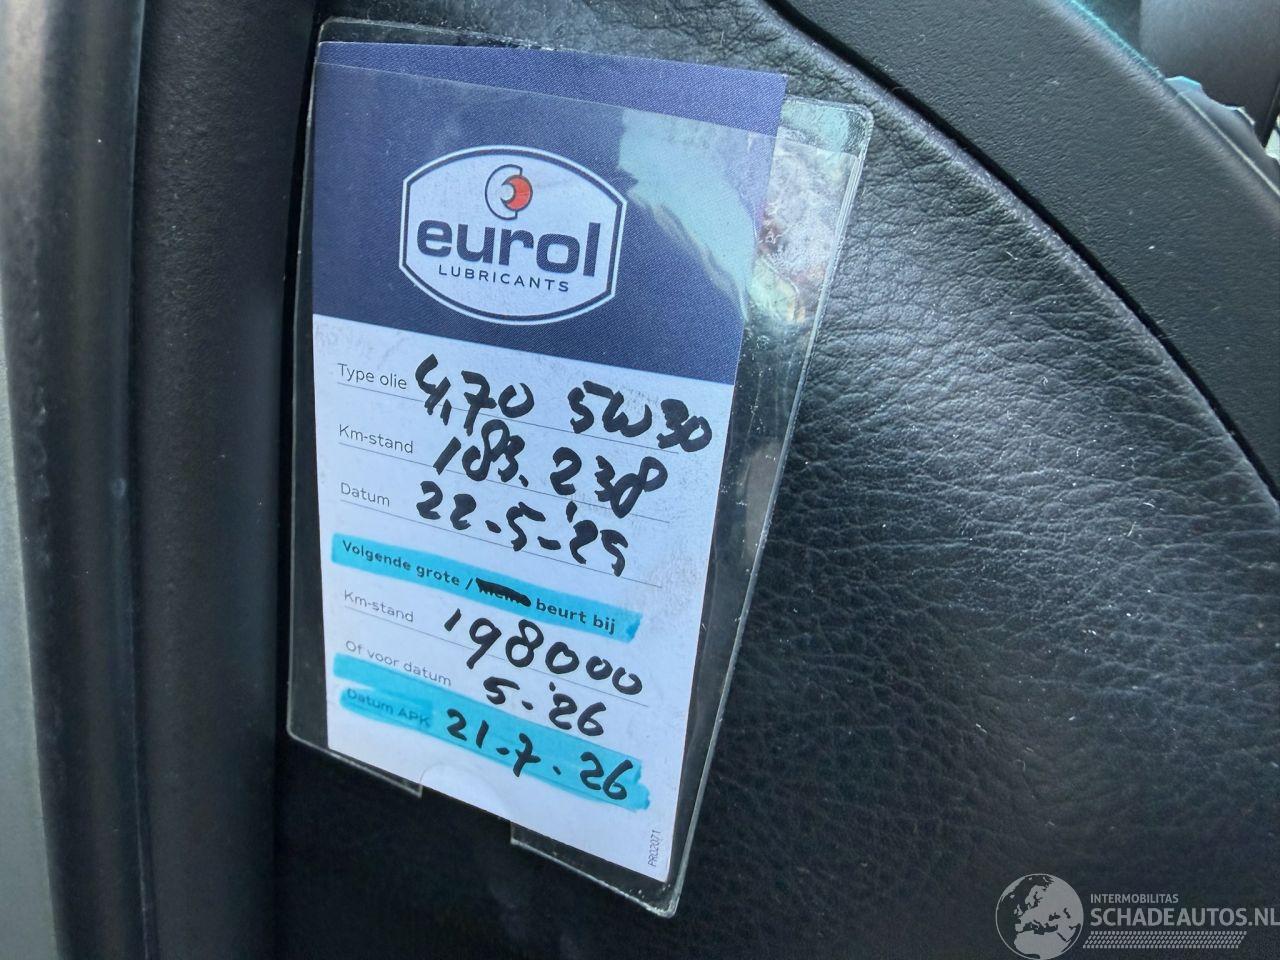 eurol
LUBRICANTS
Type olie 4,70 5W30
Km-stand 183.238
Datum 22-5-'25
Volgende grote / beurt bij
Km-stand 198000
Of voor datum 5-'26
Datum APK 21-7-26
PR02071
INTERMOBILITAS
SCHADEAUTOS.NL